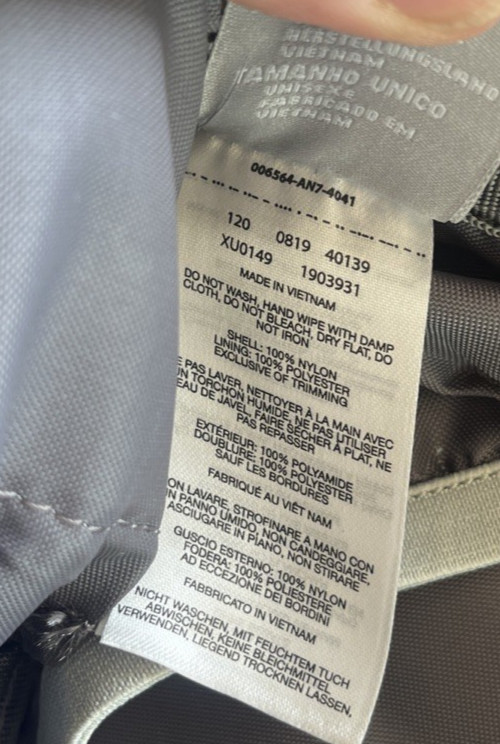 HERSTELLUNGSLAND
VIETNAM
TAMANHO UNICO
UNISEXE
FABRICADO EM
VIETNAM
006564-AN7-4041
120 0819 40139
XU0149 1903931
MADE IN VIETNAM
DO NOT WASH, HAND WIPE WITH DAMP
CLOTH, DO NOT BLEACH, DRY FLAT, DO
NOT IRON
SHELL: 100% NYLON
LINING: 100% POLYESTER
EXCLUSIVE OF TRIMMING
E PAS LAVER, NETTOYER À LA MAIN AVEC
UN TORCHON HUMIDE, NE PAS UTILISER
EAU DE JAVEL, FAIRE SÉCHER À PLAT, NE
PAS REPASSER
EXTÉRIEUR: 100% POLYAMIDE
DOUBLURE: 100% POLYESTER
SAUF LES BORDURES
FABRIQUÉ AU VIÊT NAM
ON LAVARE, STROFINARE A MANO CON
N PANNO UMIDO, NON CANDEGGIARE,
ASCIUGARE IN PIANO, NON STIRARE.
GUSCIO ESTERNO: 100% NYLON
FODERA: 100% POLIESTERE
AD ECCEZIONE DEI BORDINI
FABBRICATO IN VIETNAM
NICHT WASCHEN, MIT FEUCHTEM TUCH
ABWISCHEN, KEINE BLEICHMITTEL
VERWENDEN, LIEGEND TROCKNEN LASSEN,